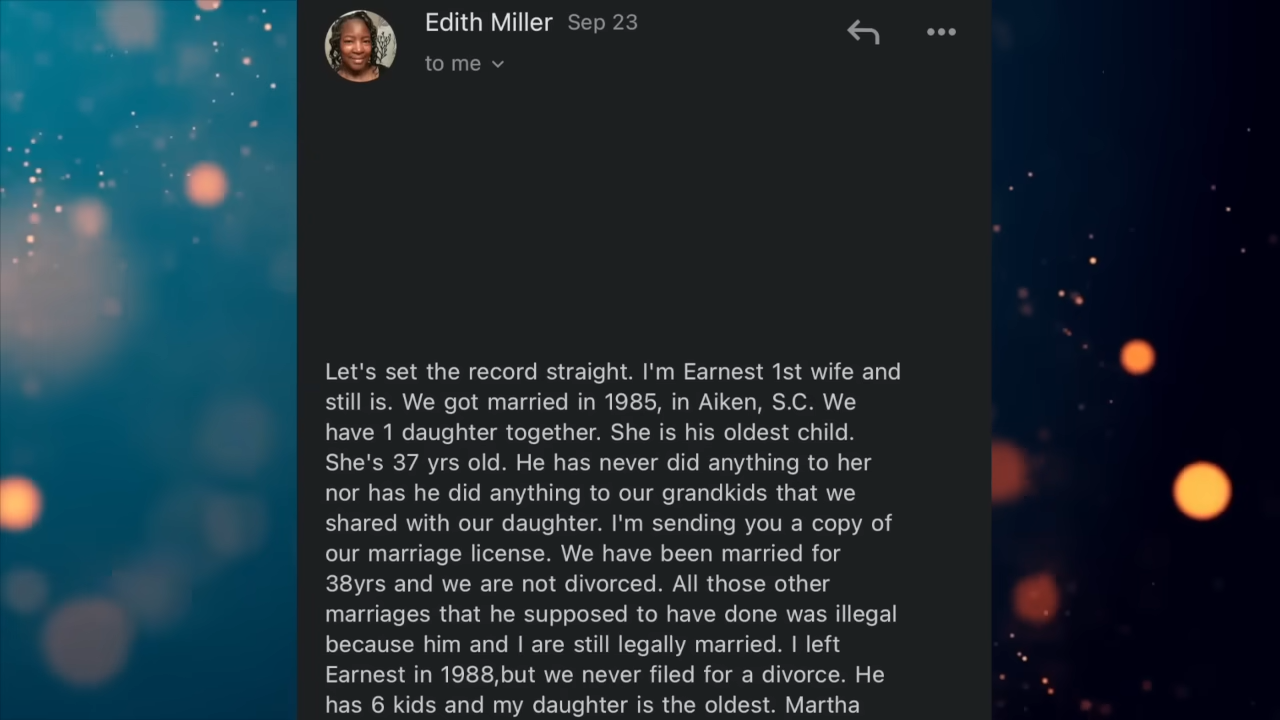 Edith Miller Sep 23
to me
Let's set the record straight. I'm Earnest 1st wife and
still is. We got married in 1985, in Aiken, S.C. We
have 1 daughter together. She is his oldest child.
She's 37 yrs old. He has never did anything to her
nor has he did anything to our grandkids that we
shared with our daughter. I'm sending you a copy of
our marriage license. We have been married for
38yrs and we are not divorced. All those other
marriages that he supposed to have done was illegal
because him and I are still legally married. I left
Earnest in 1988,but we never filed for a divorce. He
has 6 kids and my daughter is the oldest. Martha